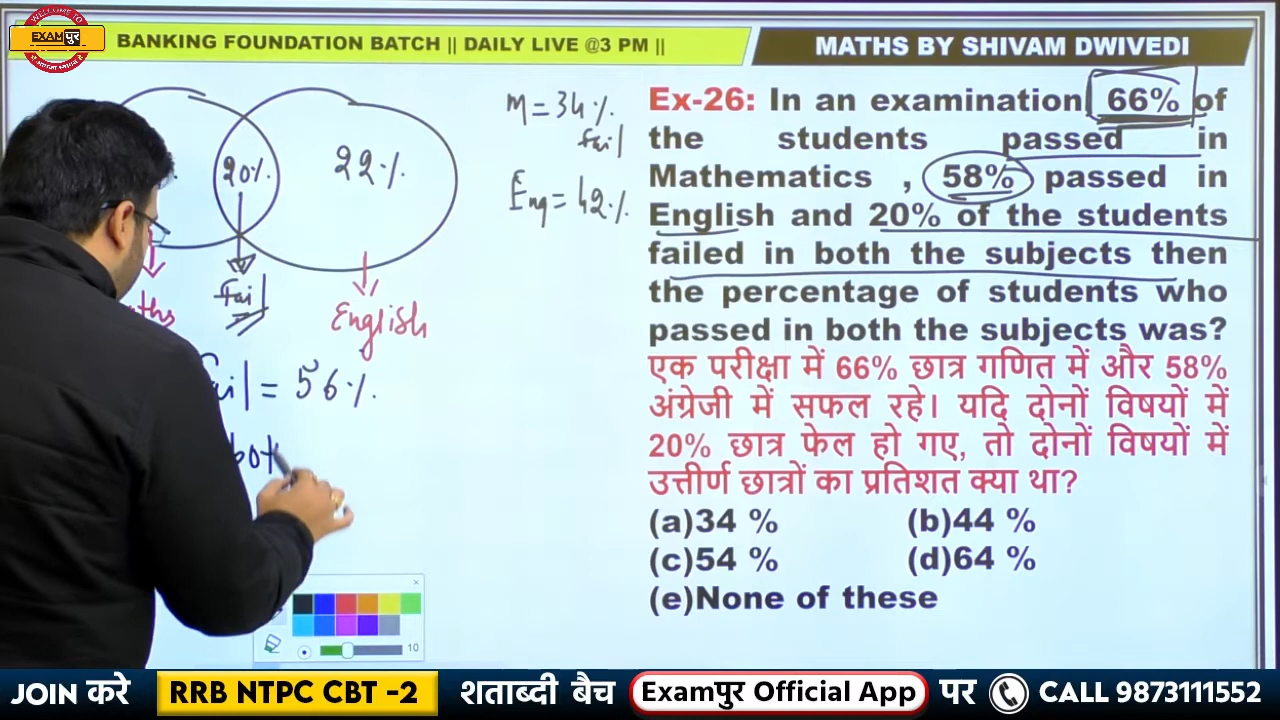 WELCOME TO
EXAMपुर
BANKING FOUNDATION BATCH || DAILY LIVE @3 PM ||
MATHS BY SHIVAM DWIVEDI
20%
22%.
Fail
English
Fail = 56%.
bot
M = 34%.
fail
Eng = 42%.
Ex-26: In an examination 66% of
the students passed in
Mathematics , 58% passed in
English and 20% of the students
failed in both the subjects then
the percentage of students who
passed in both the subjects was?
एक परीक्षा में 66% छात्र गणित में और 58%
अंग्रेजी में सफल रहे। यदि दोनों विषयों में
20% छात्र फेल हो गए, तो दोनों विषयों में
उत्तीर्ण छात्रों का प्रतिशत क्या था?
(a)34 % (b)44 %
(c)54 % (d)64 %
(e)None of these
10
JOIN करे RRB NTPC CBT -2 शताब्दी बैच Examपुर Official App पर CALL 9873111552